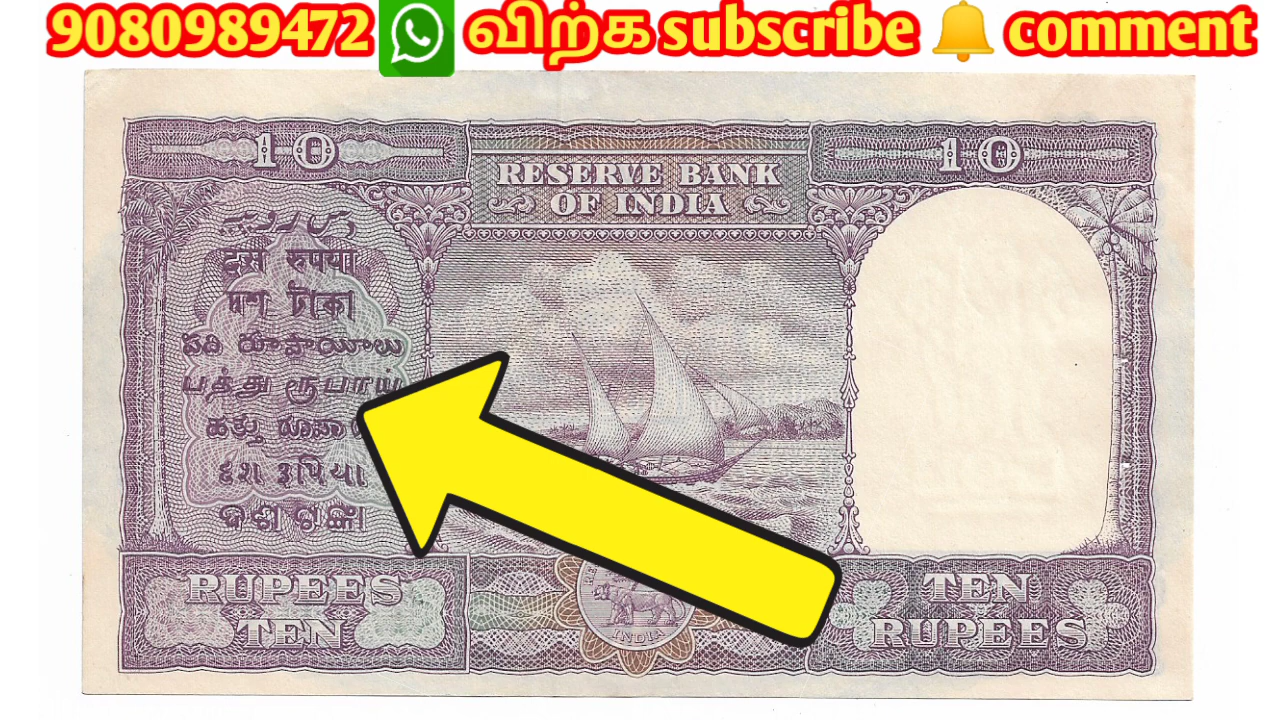 9080989472 விற்க subscribe comment
10 10
RESERVE BANK
OF INDIA
दस रुपया
দশ টাকা
పది రూపాయలు
பத்து ரூபாய்
ಹತ್ತು
દશ રૂપિયા
ଦଶ ଟଙ୍କା
RUPEES
TEN
INDIA
TEN
RUPEES